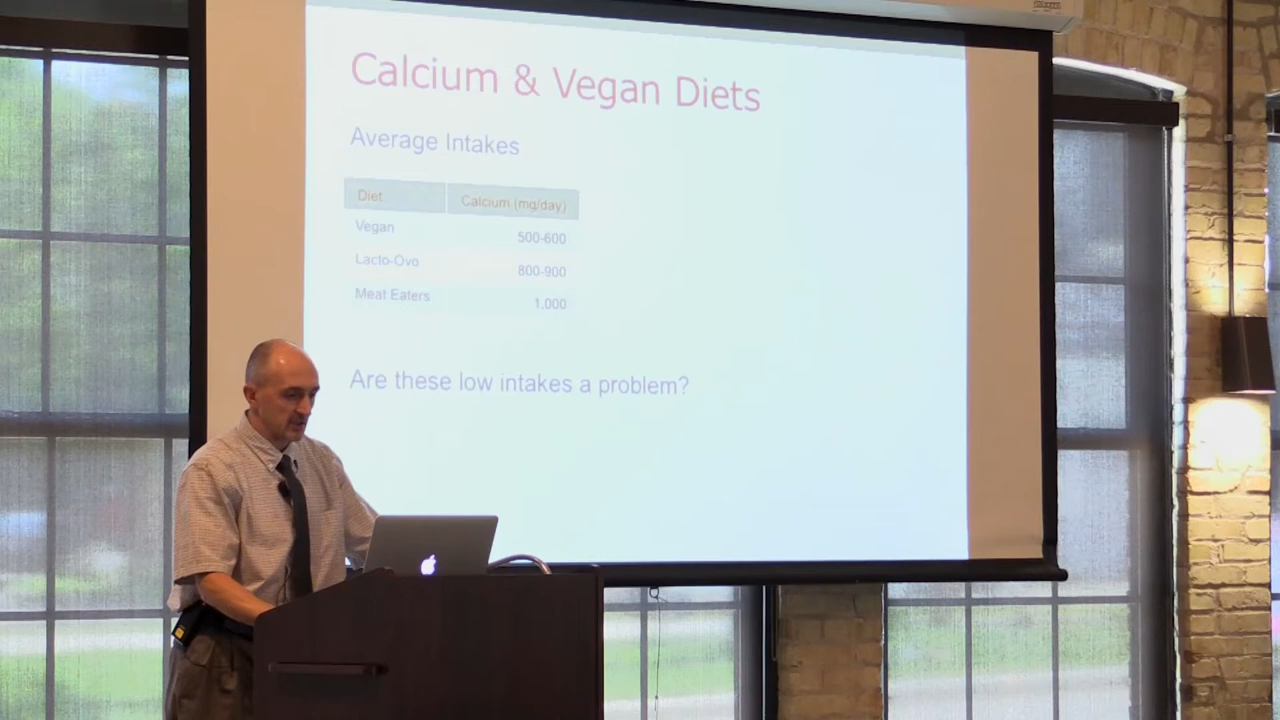 Calcium & Vegan Diets
Average Intakes
Diet Calcium (mg/day)
Vegan 500-600
Lacto-Ovo 800-900
Meat Eaters 1.000
Are these low intakes a problem?